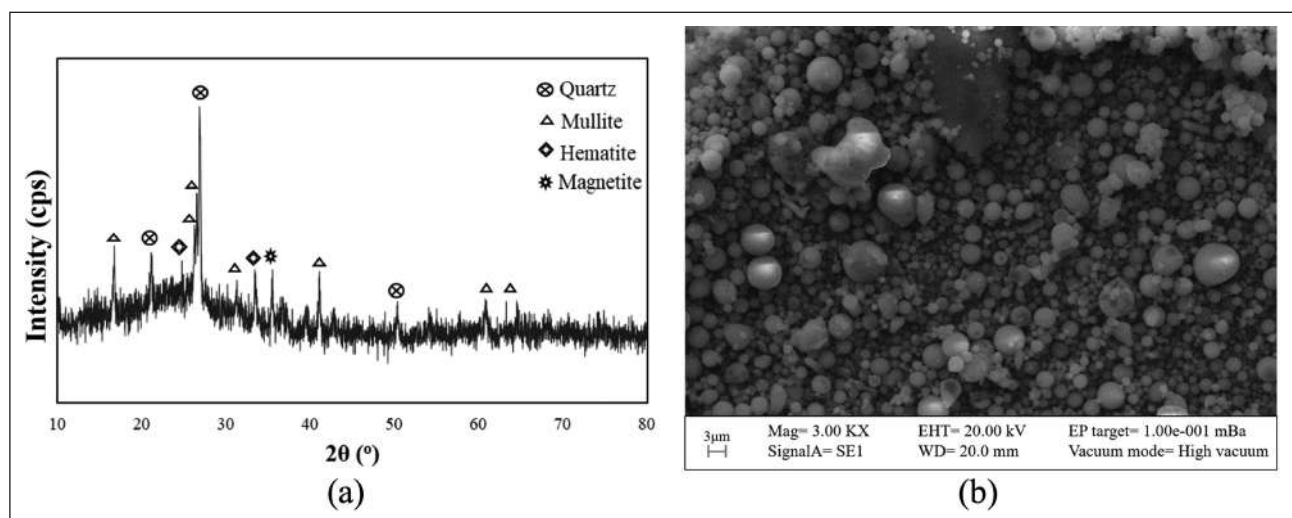 Intensity (cps)
Quartz
Mullite
Hematite
Magnetite
10 20 30 40 50 60 70 80
2θ (º)
(a)
3μm
Mag= 3.00 KX EHT= 20.00 kV EP target= 1.00e-001 mBa
SignalA= SE1 WD= 20.0 mm Vacuum mode= High vacuum
(b)